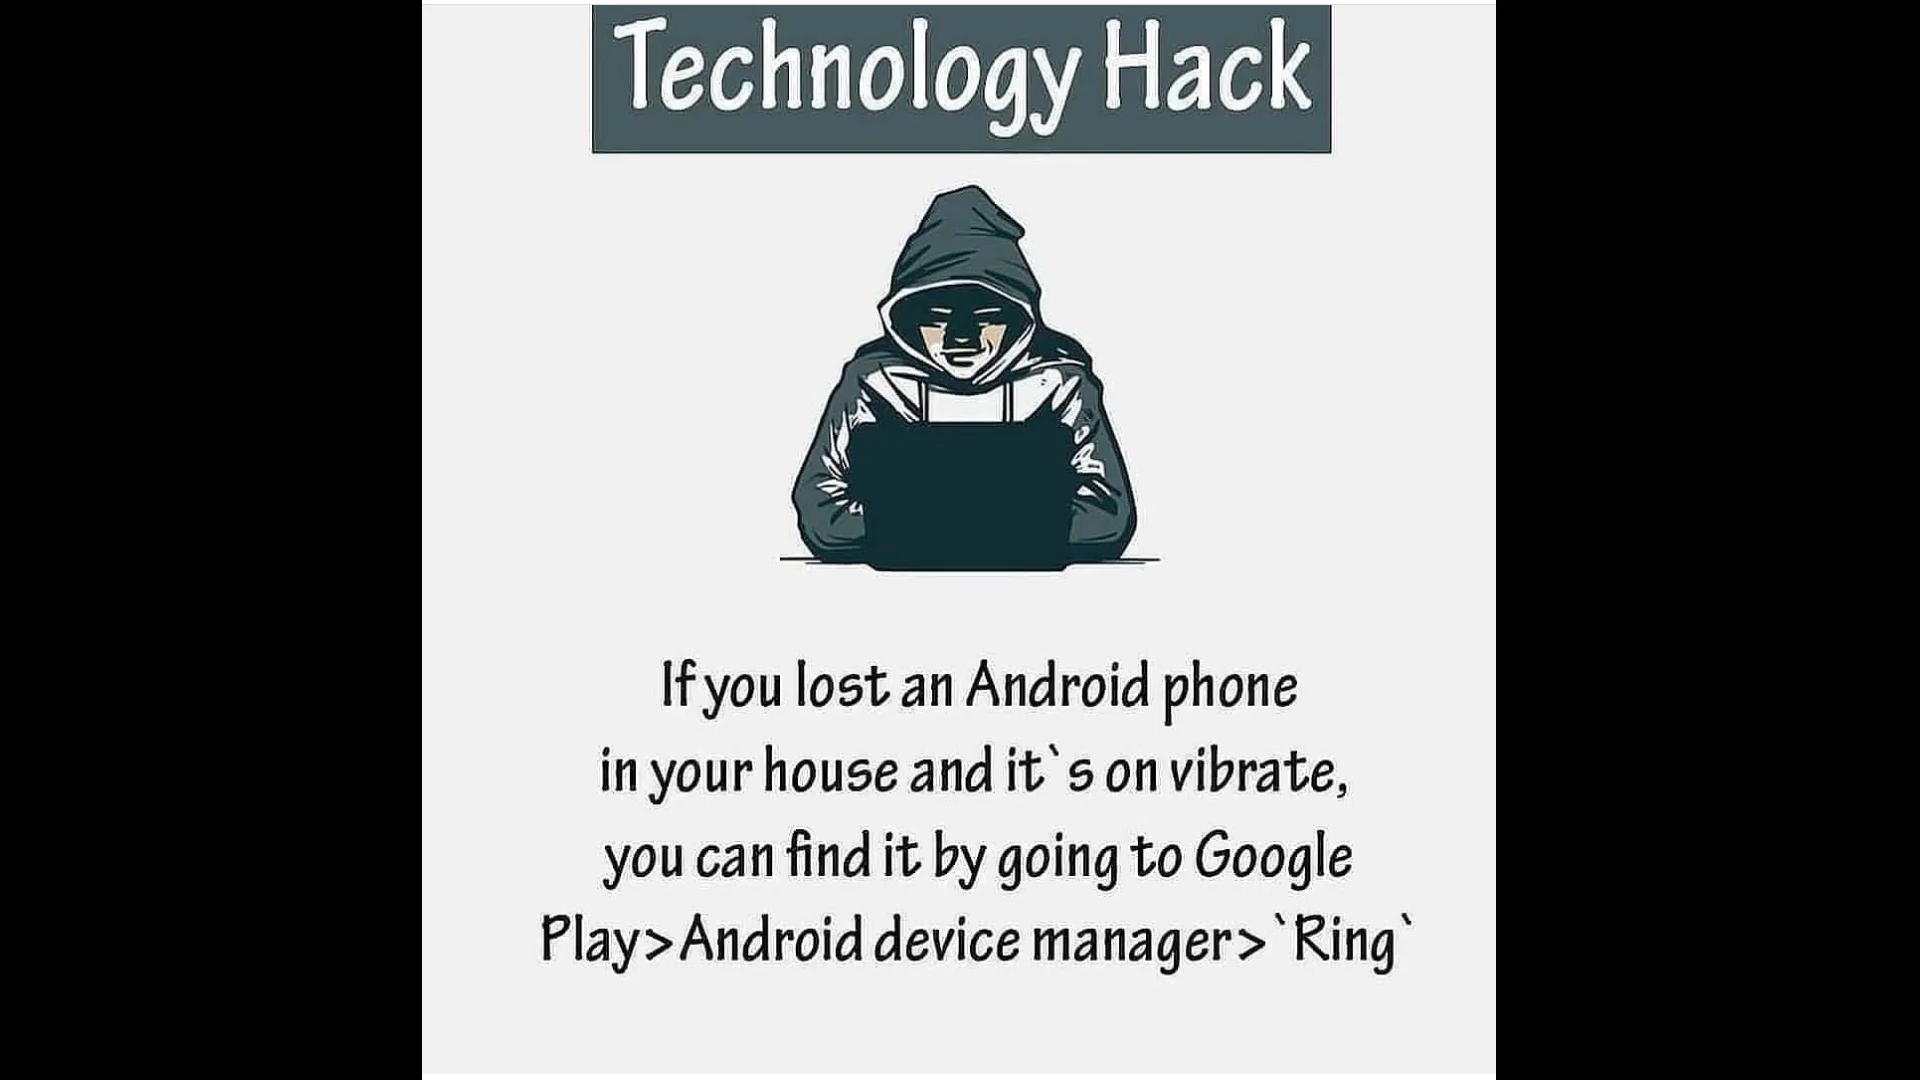 Technology Hack
If you lost an Android phone
in your house and it`s on vibrate,
you can find it by going to Google
Play>Android device manager>`Ring`